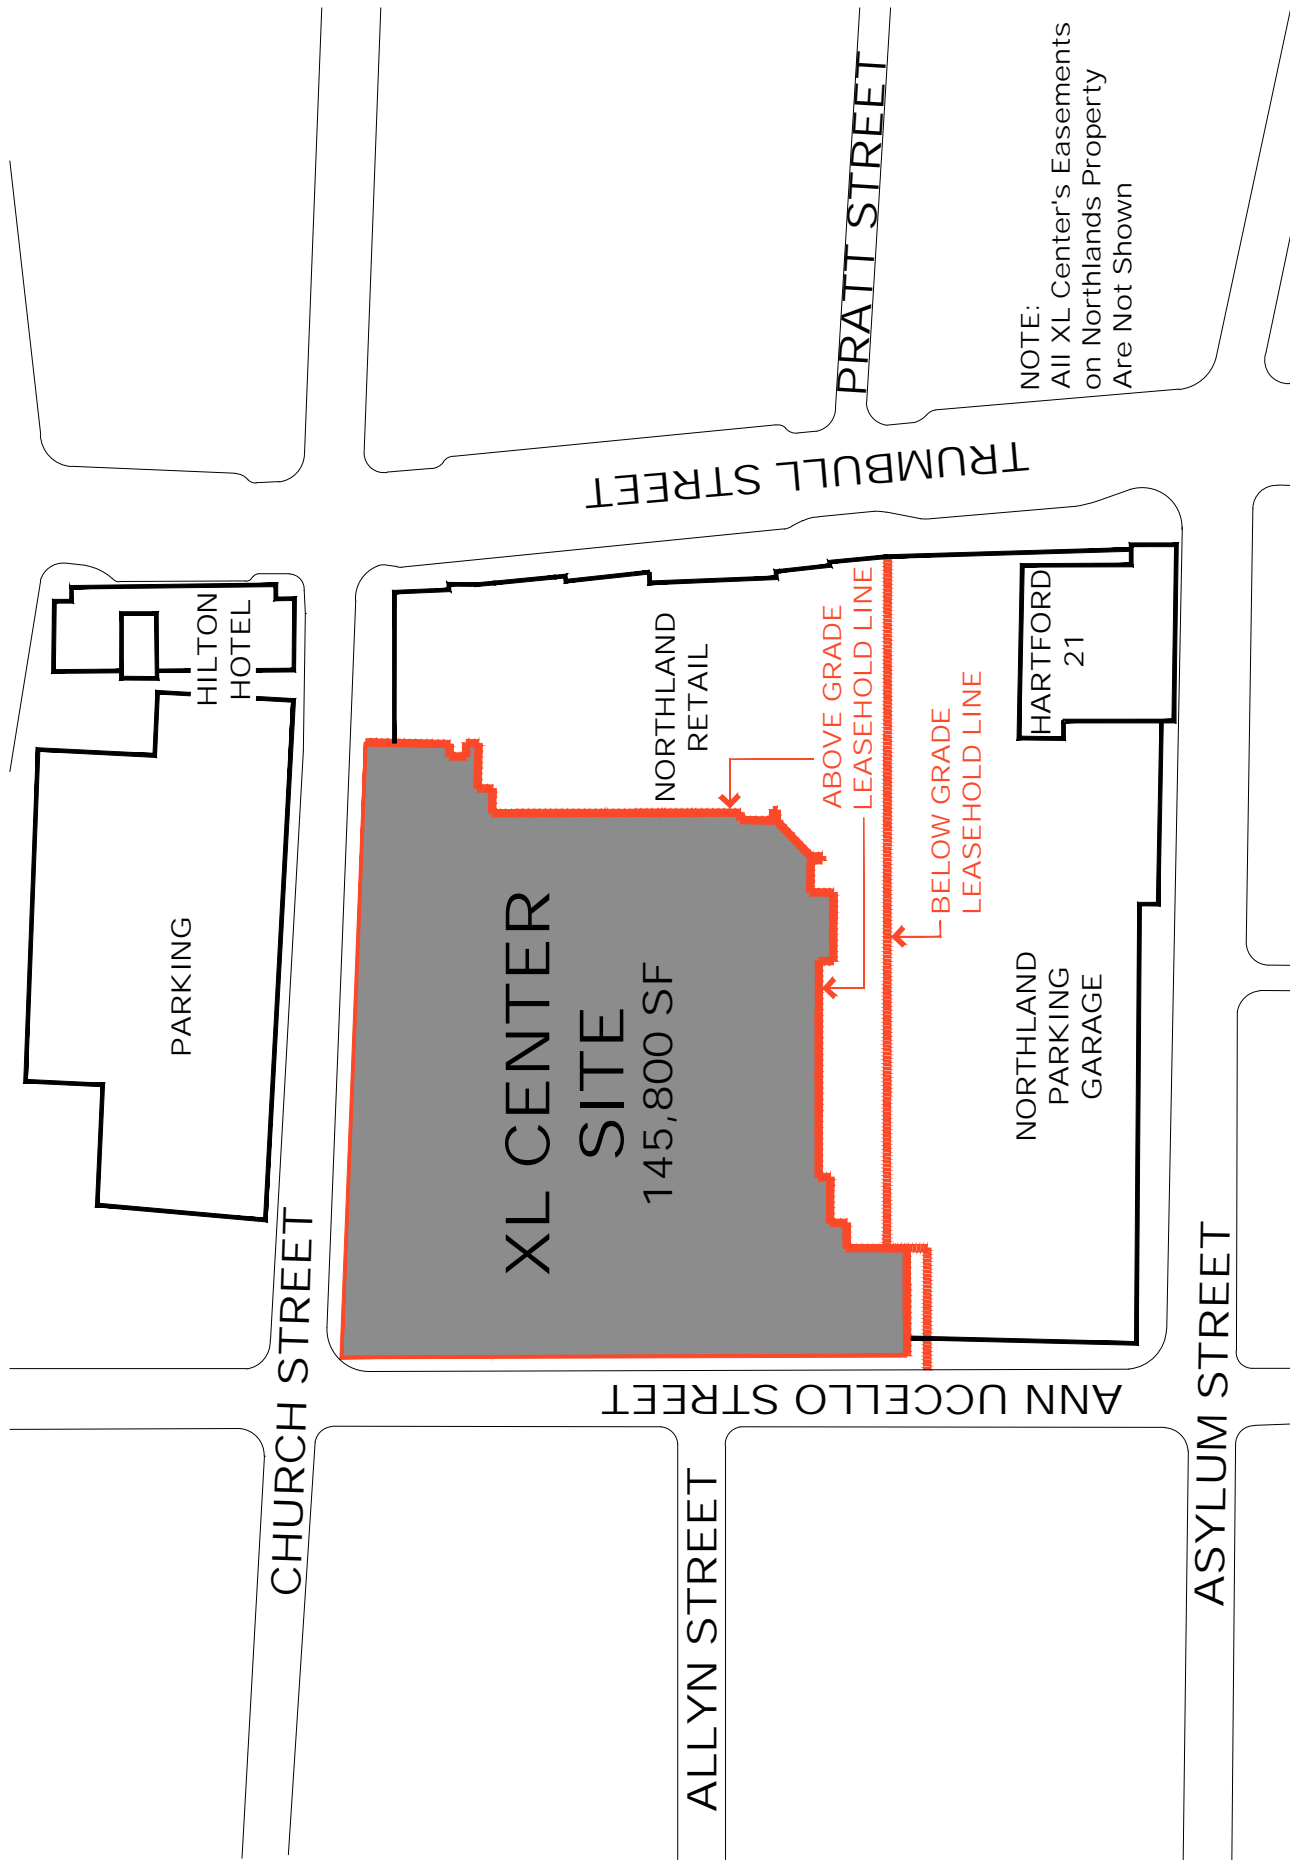 CHURCH STREET
PARKING
HILTON
HOTEL
XL CENTER
SITE
145,800 SF
NORTHLAND
RETAIL
ABOVE GRADE
LEASEHOLD LINE
BELOW GRADE
LEASEHOLD LINE
NORTHLAND
PARKING
GARAGE
HARTFORD
21
TRUMBULL STREET
PRATT STREET
ANN UCCELLO STREET
ALLYN STREET
ASYLUM STREET
NOTE:
All XL Center's Easements
on Northlands Property
Are Not Shown